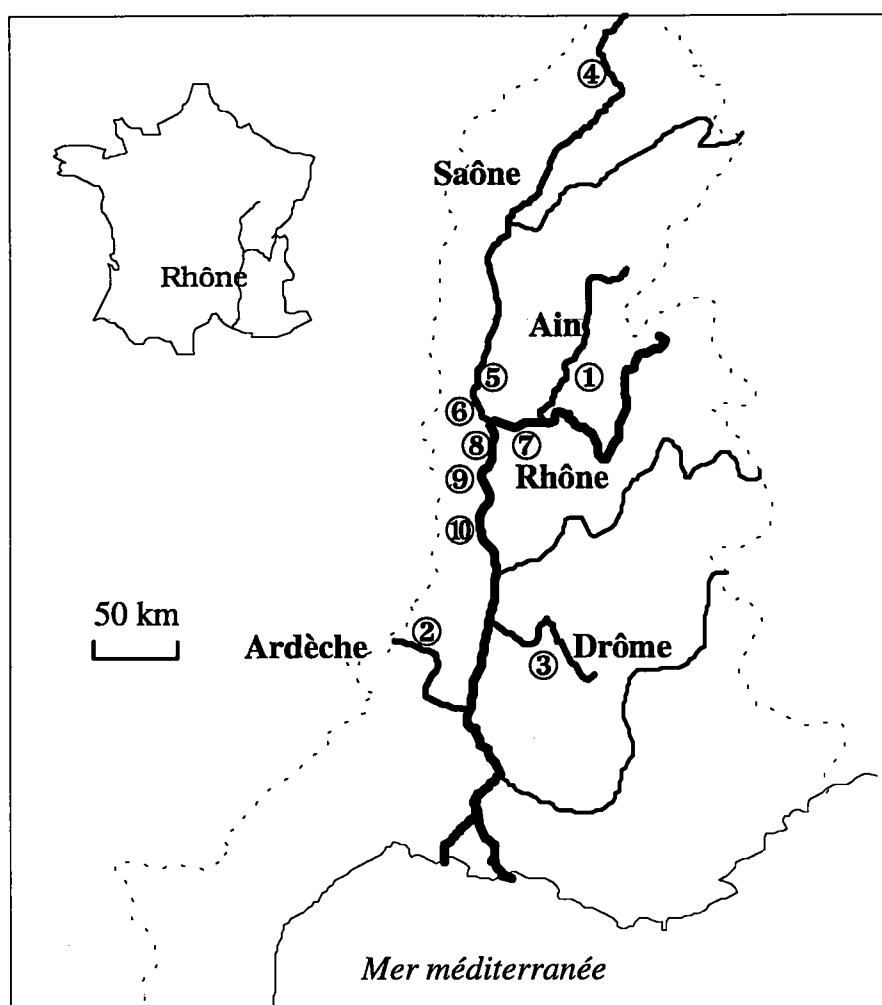 ④
Saône
Rhône
Ain
⑤
①
⑥
⑧
⑦
⑨
Rhône
⑩
50 km
②
Ardèche
Drôme
③
Mer méditerranée